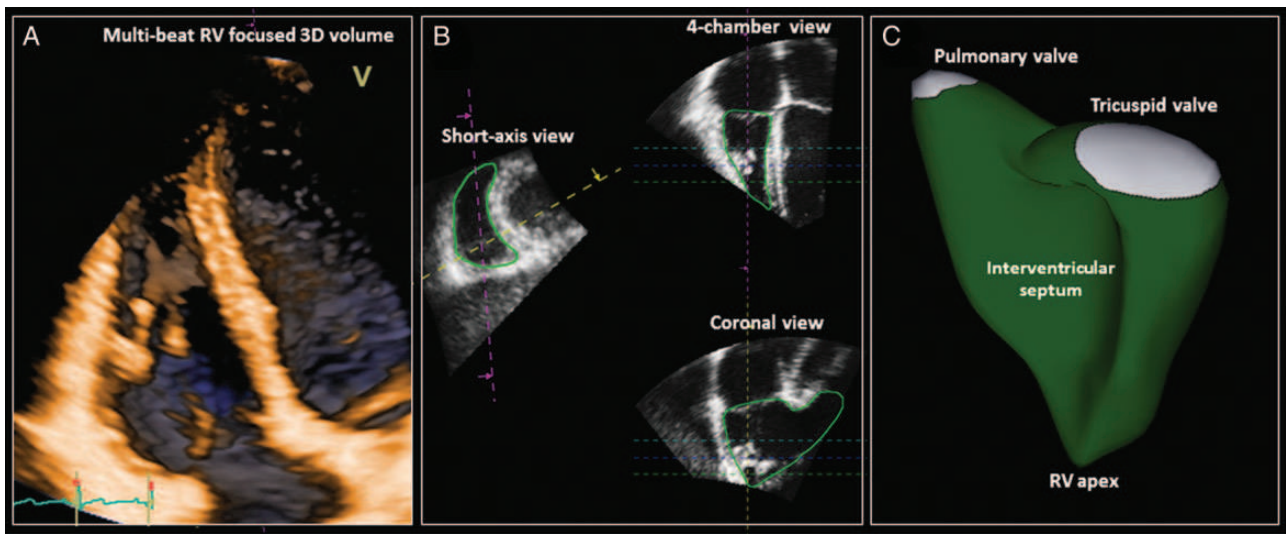 A
Multi-beat RV focused 3D volume
V
B
4-chamber view
Short-axis view
Coronal view
C
Pulmonary valve
Tricuspid valve
Interventricular
septum
RV apex